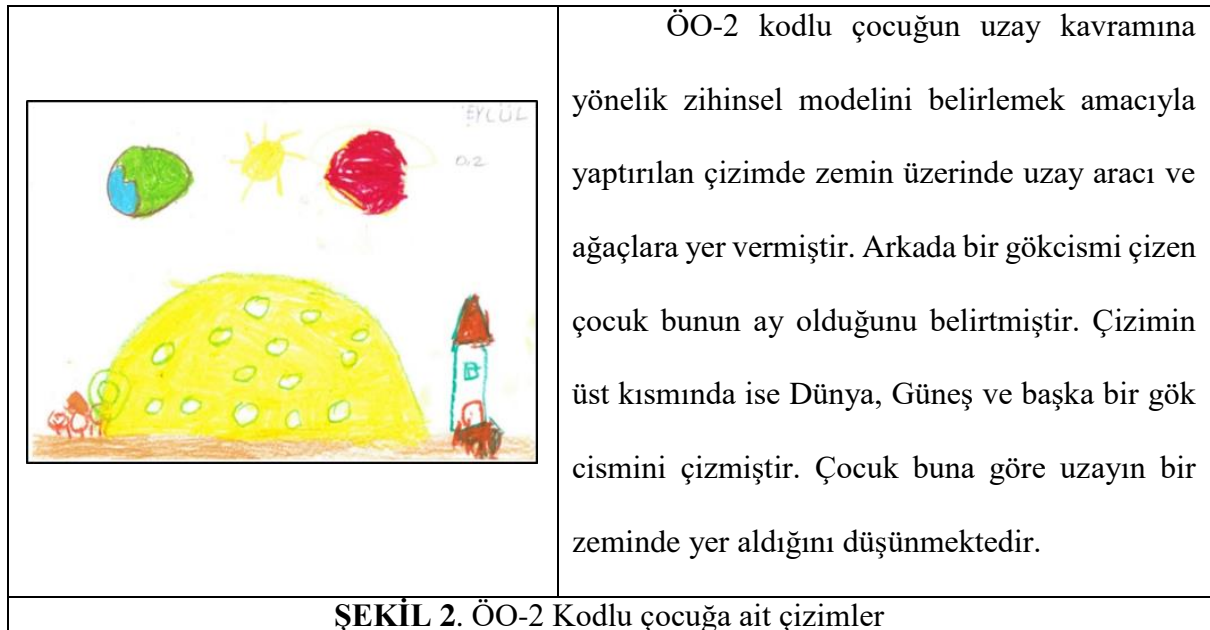 EYLÜL
0.2
ÖO-2 kodlu çocuğun uzay kavramına
yönelik zihinsel modelini belirlemek amacıyla
yaptırılan çizimde zemin üzerinde uzay aracı ve
ağaçlara yer vermiştir. Arkada bir gökcismi çizen
çocuk bunun ay olduğunu belirtmiştir. Çizimin
üst kısmında ise Dünya, Güneş ve başka bir gök
cismini çizmiştir. Çocuk buna göre uzayın bir
zeminde yer aldığını düşünmektedir.
ŞEKİL 2. ÖO-2 Kodlu çocuğa ait çizimler